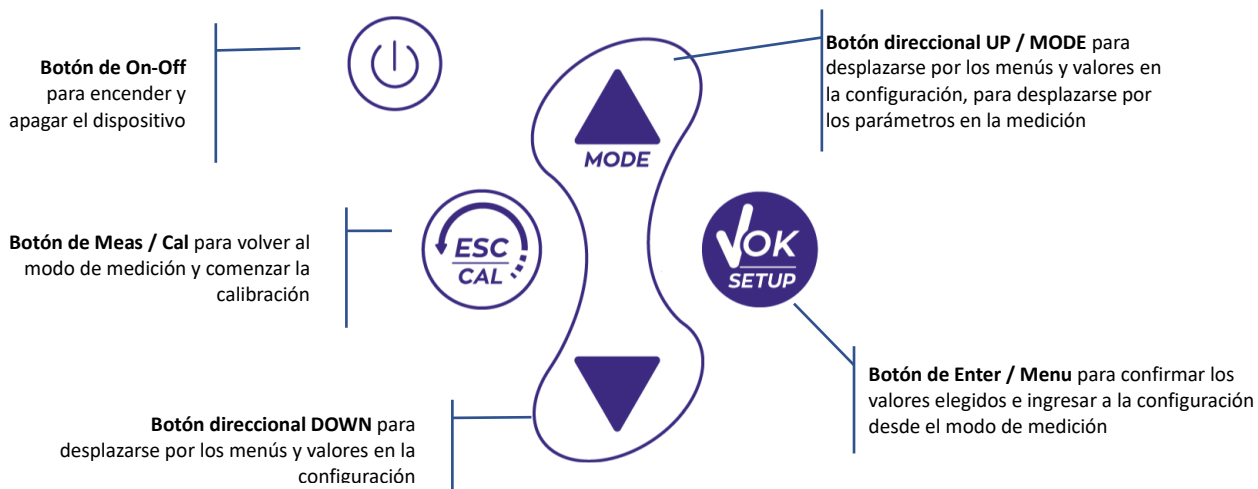 Botón de On-Off
para encender y
apagar el dispositivo
Botón direccional UP / MODE para
desplazarse por los menús y valores en
la configuración, para desplazarse por
los parámetros en la medición
MODE
Botón de Meas / Cal para volver al
modo de medición y comenzar la
calibración
ESC
CAL
OK
SETUP
Botón de Enter / Menu para confirmar los
valores elegidos e ingresar a la configuración
desde el modo de medición
Botón direccional DOWN para
desplazarse por los menús y valores en la
configuración